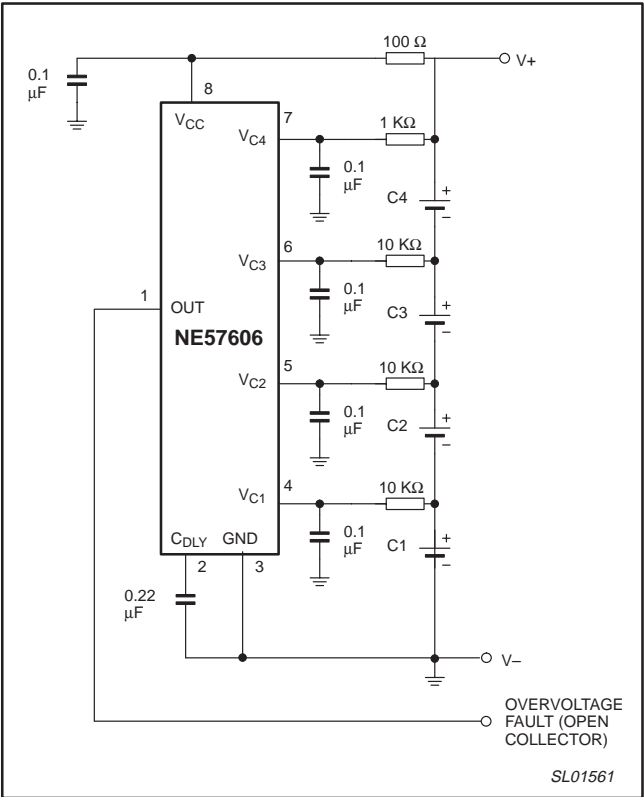 100 Ω
V+
0.1
µF
8
VCC
7
VC4
1 KΩ
0.1
µF
C4
+
–
6
VC3
10 KΩ
0.1
µF
C3
+
–
1
OUT
NE57606
5
VC2
10 KΩ
0.1
µF
C2
+
–
4
VC1
10 KΩ
0.1
µF
C1
+
–
CDLY
GND
2
3
0.22
µF
V–
OVERVOLTAGE
FAULT (OPEN
COLLECTOR)
SL01561